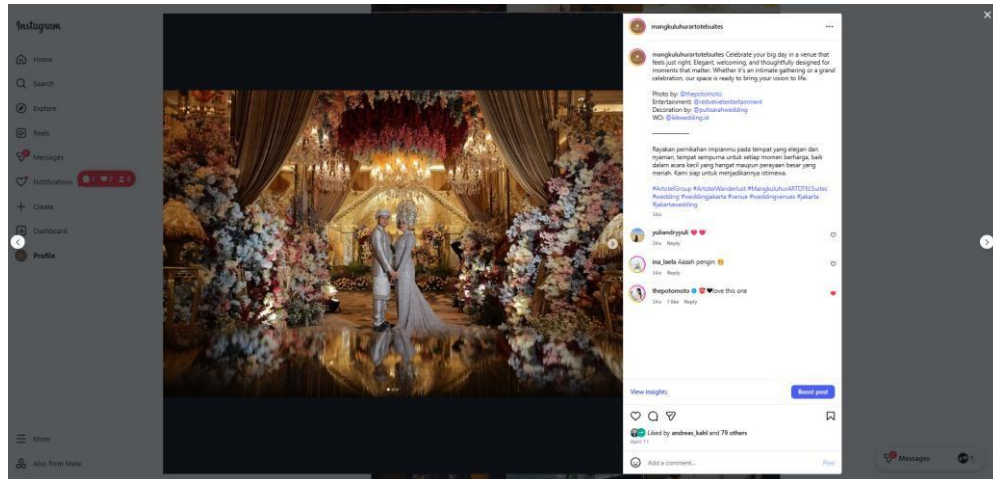 Instagram
Home
Search
Explore
Reels
Messages
Notifications
1 2 4
Create
Dashboard
Profile
More
Also from Meta
mangkuluhurartotelsuites
mangkuluhurartotelsuites Celebrate your big day in a venue that
feels just right. Elegant, welcoming, and thoughtfully designed for
moments that matter. Whether it's an intimate gathering or a grand
celebration, our space is ready to bring your vision to life.
Photo by: @thepotomoto
Entertainment: @redvelvetentertainment
Decoration by: @putisarahwedding
Rayakan pernikahan impianmu pada tempat yang elegan dan
nyaman, tempat sempurna untuk setiap momen berharga, baik
dalam acara kecil yang hangat maupun perayaan besar yang
meriah. Kami siap untuk menjadikannya istimewa.
#ArtotelGroup #ArtotelWanderlust #MangkuluhurARTOTELSuites
#wedding #weddingjakarta #venue #weddingvenues #jakarta
#jakartawedding
yuliandryyuli
Reply
ina_laela Aaaah pengin
Reply
thepotomoto love this one
1 like Reply
View insights
Boost post
Liked by andreas_kahl and 79 others
April 11
Add a comment...
Post
Messages